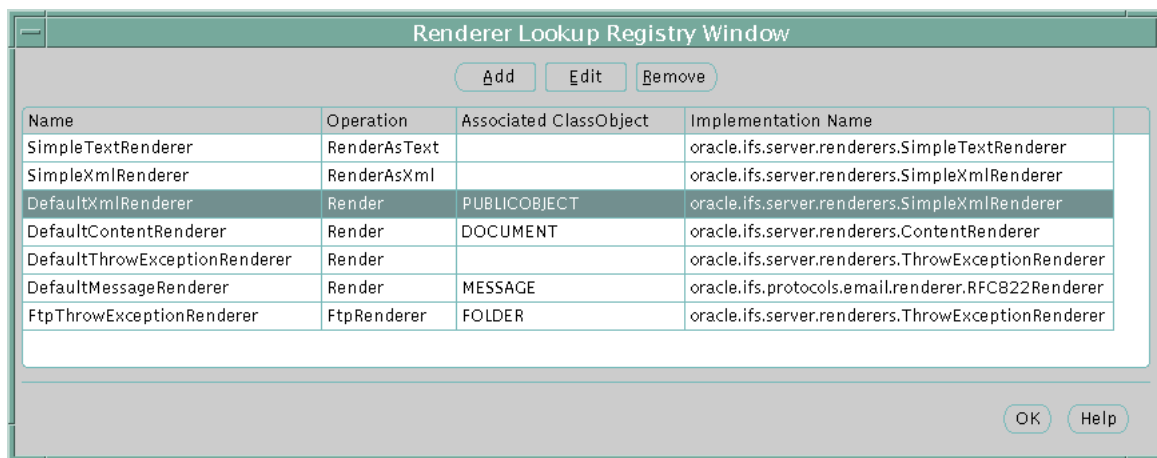 Renderer Lookup Registry Window
Add Edit Remove
Name Operation Associated ClassObject Implementation Name
SimpleTextRenderer RenderAsText oracle.ifs.server.renderers.SimpleTextRenderer
SimpleXmlRenderer RenderAsXml oracle.ifs.server.renderers.SimpleXmlRenderer
DefaultXmlRenderer Render PUBLICOBJECT oracle.ifs.server.renderers.SimpleXmlRenderer
DefaultContentRenderer Render DOCUMENT oracle.ifs.server.renderers.ContentRenderer
DefaultThrowExceptionRenderer Render oracle.ifs.server.renderers.ThrowExceptionRenderer
DefaultMessageRenderer Render MESSAGE oracle.ifs.protocols.email.renderer.RFC822Renderer
FtpThrowExceptionRenderer FtpRenderer FOLDER oracle.ifs.server.renderers.ThrowExceptionRenderer
OK Help